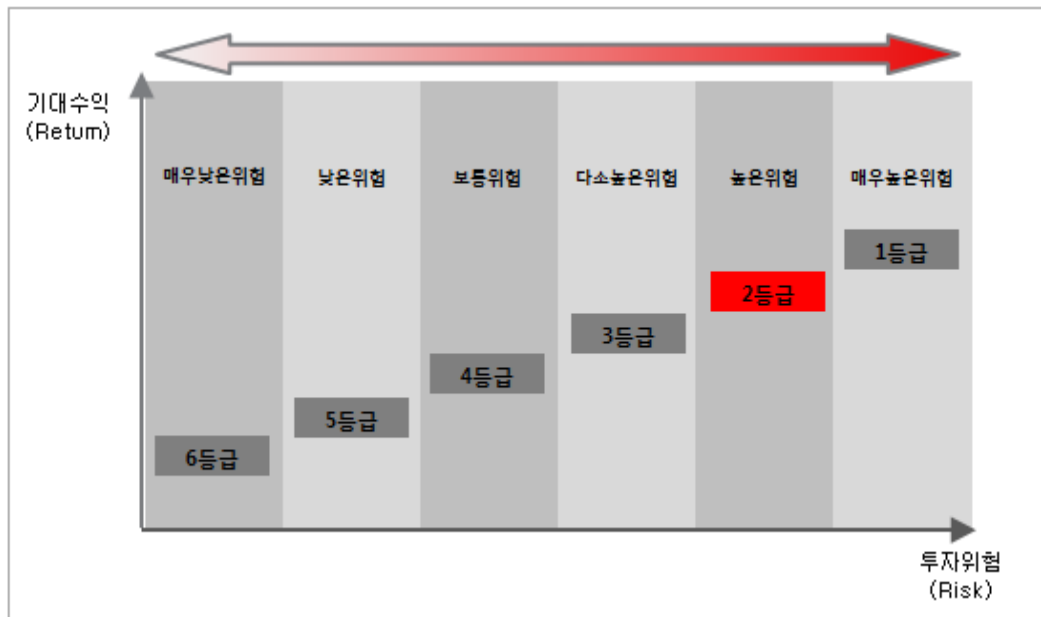 기대수익
(Return)
매우낮은위험
낮은위험
보통위험
다소높은위험
높은위험
매우높은위험
1등급
2등급
3등급
4등급
5등급
6등급
투자위험
(Risk)